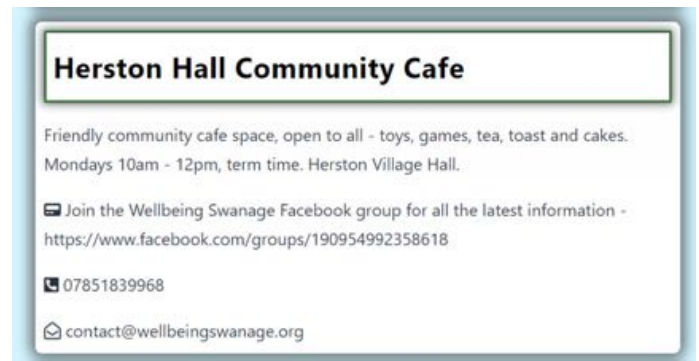 Herston Hall Community Cafe
Friendly community cafe space, open to all - toys, games, tea, toast and cakes.
Mondays 10am - 12pm, term time. Herston Village Hall.
Join the Wellbeing Swanage Facebook group for all the latest information -
https://www.facebook.com/groups/190954992358618
07851839968
contact@wellbeingswanage.org